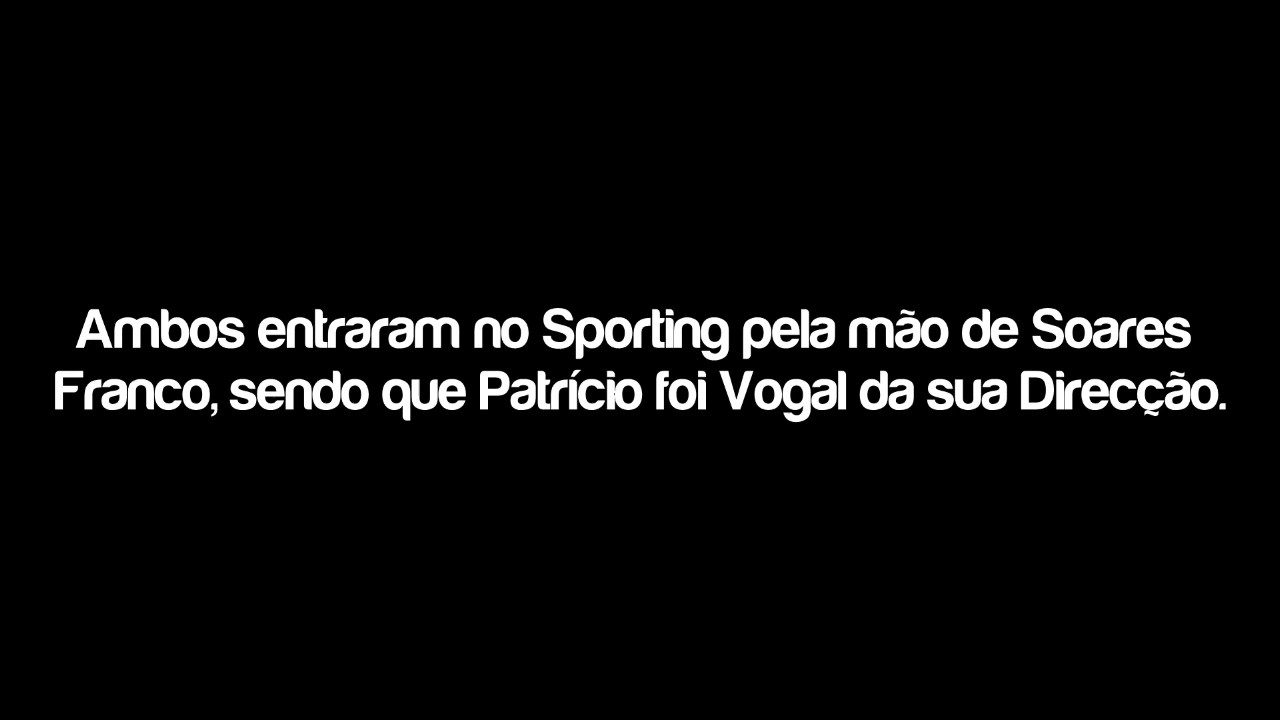 Ambos entraram no Sporting pela mão de Soares
Franco, sendo que Patrício foi Vogal da sua Direcção.